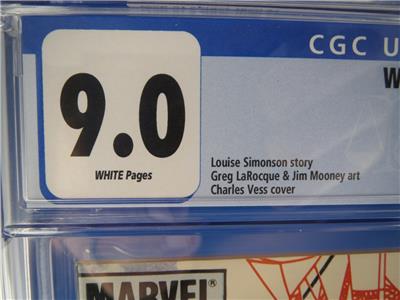 CGC U
W
9.0
WHITE Pages
Louise Simonson story
Greg LaRocque & Jim Mooney art
Charles Vess cover
MARVEL